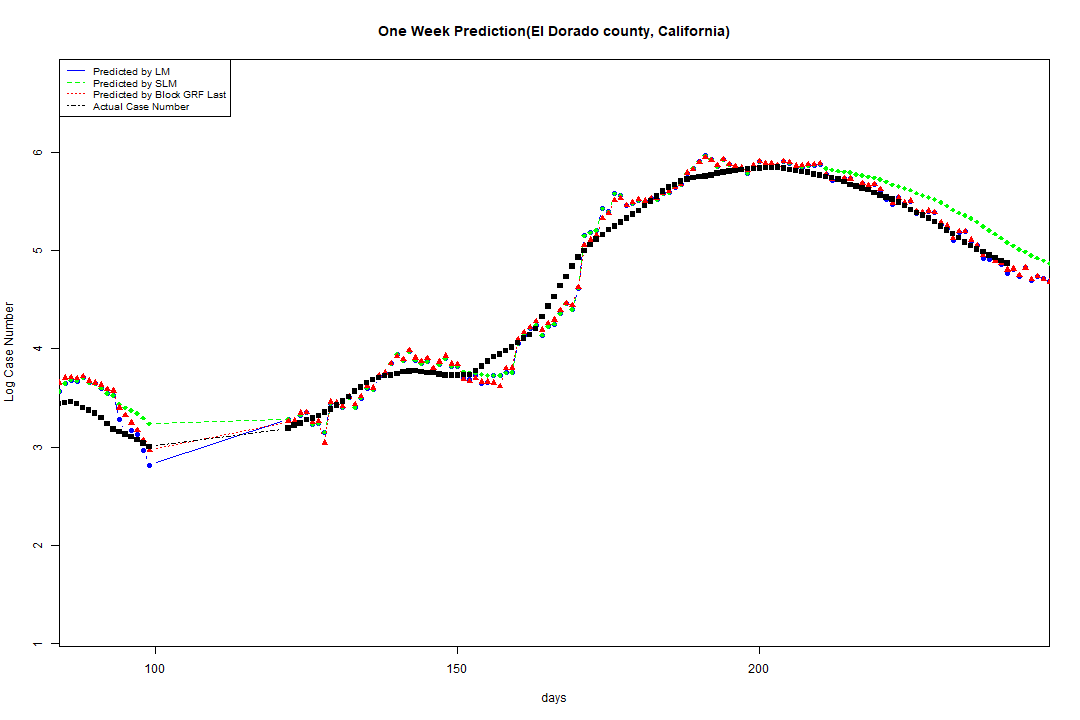 One Week Prediction(El Dorado county, California)
Predicted by LM
Predicted by SLM
Predicted by Block GRF Last
Actual Case Number
6
5
4
3
2
1
Log Case Number
100 150 200
days